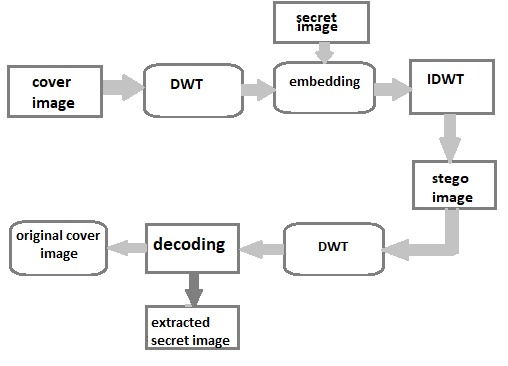 secret
image
cover
image
DWT
embedding
IDWT
stego
image
original cover
image
decoding
DWT
extracted
secret image